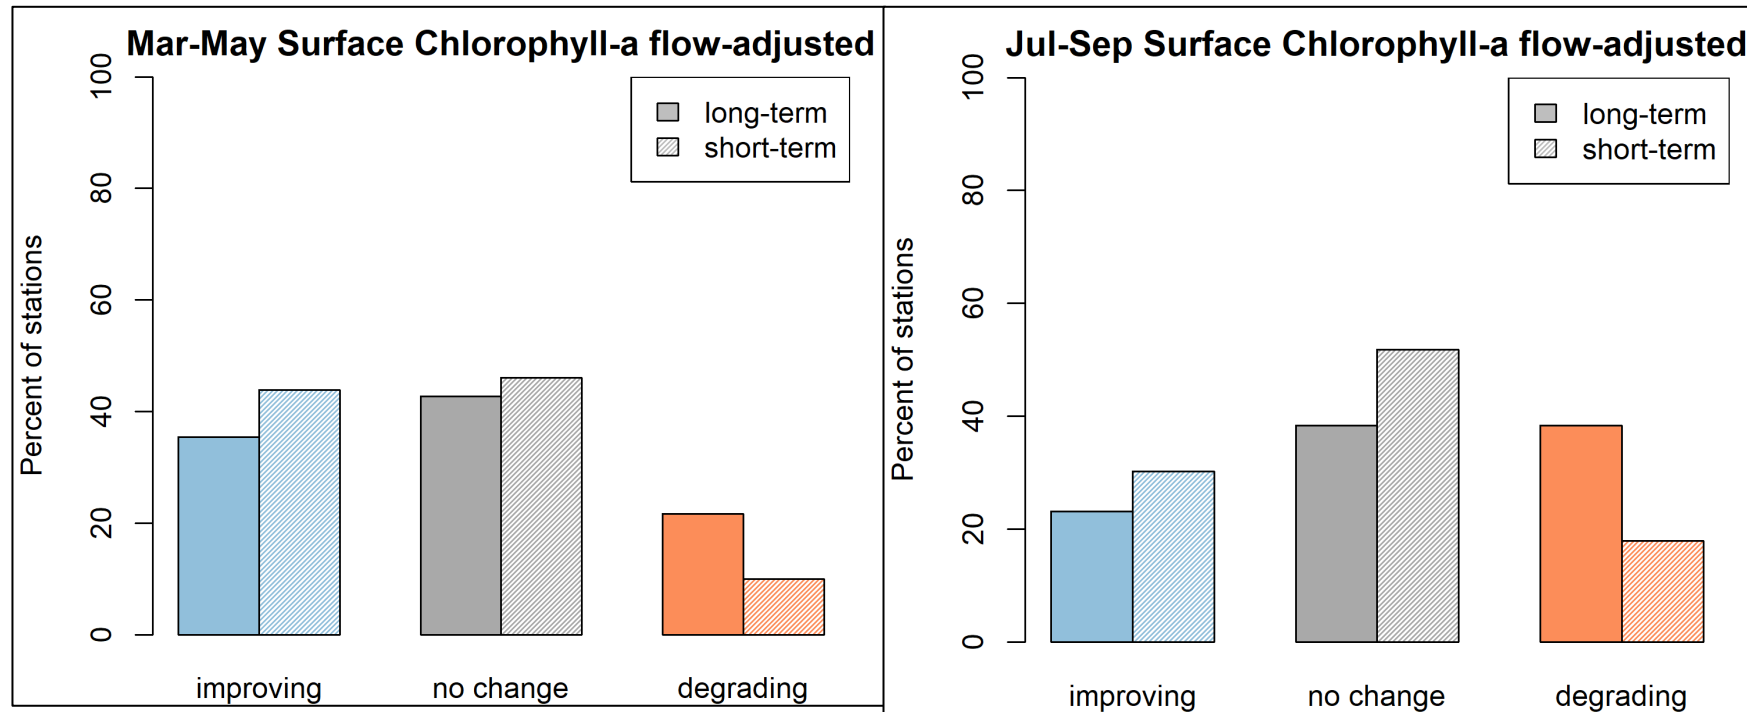 Mar-May Surface Chlorophyll-a flow-adjusted
long-term
short-term
Percent of stations
100
80
60
40
20
0
improving no change degrading
Jul-Sep Surface Chlorophyll-a flow-adjusted
long-term
short-term
Percent of stations
100
80
60
40
20
0
improving no change degrading